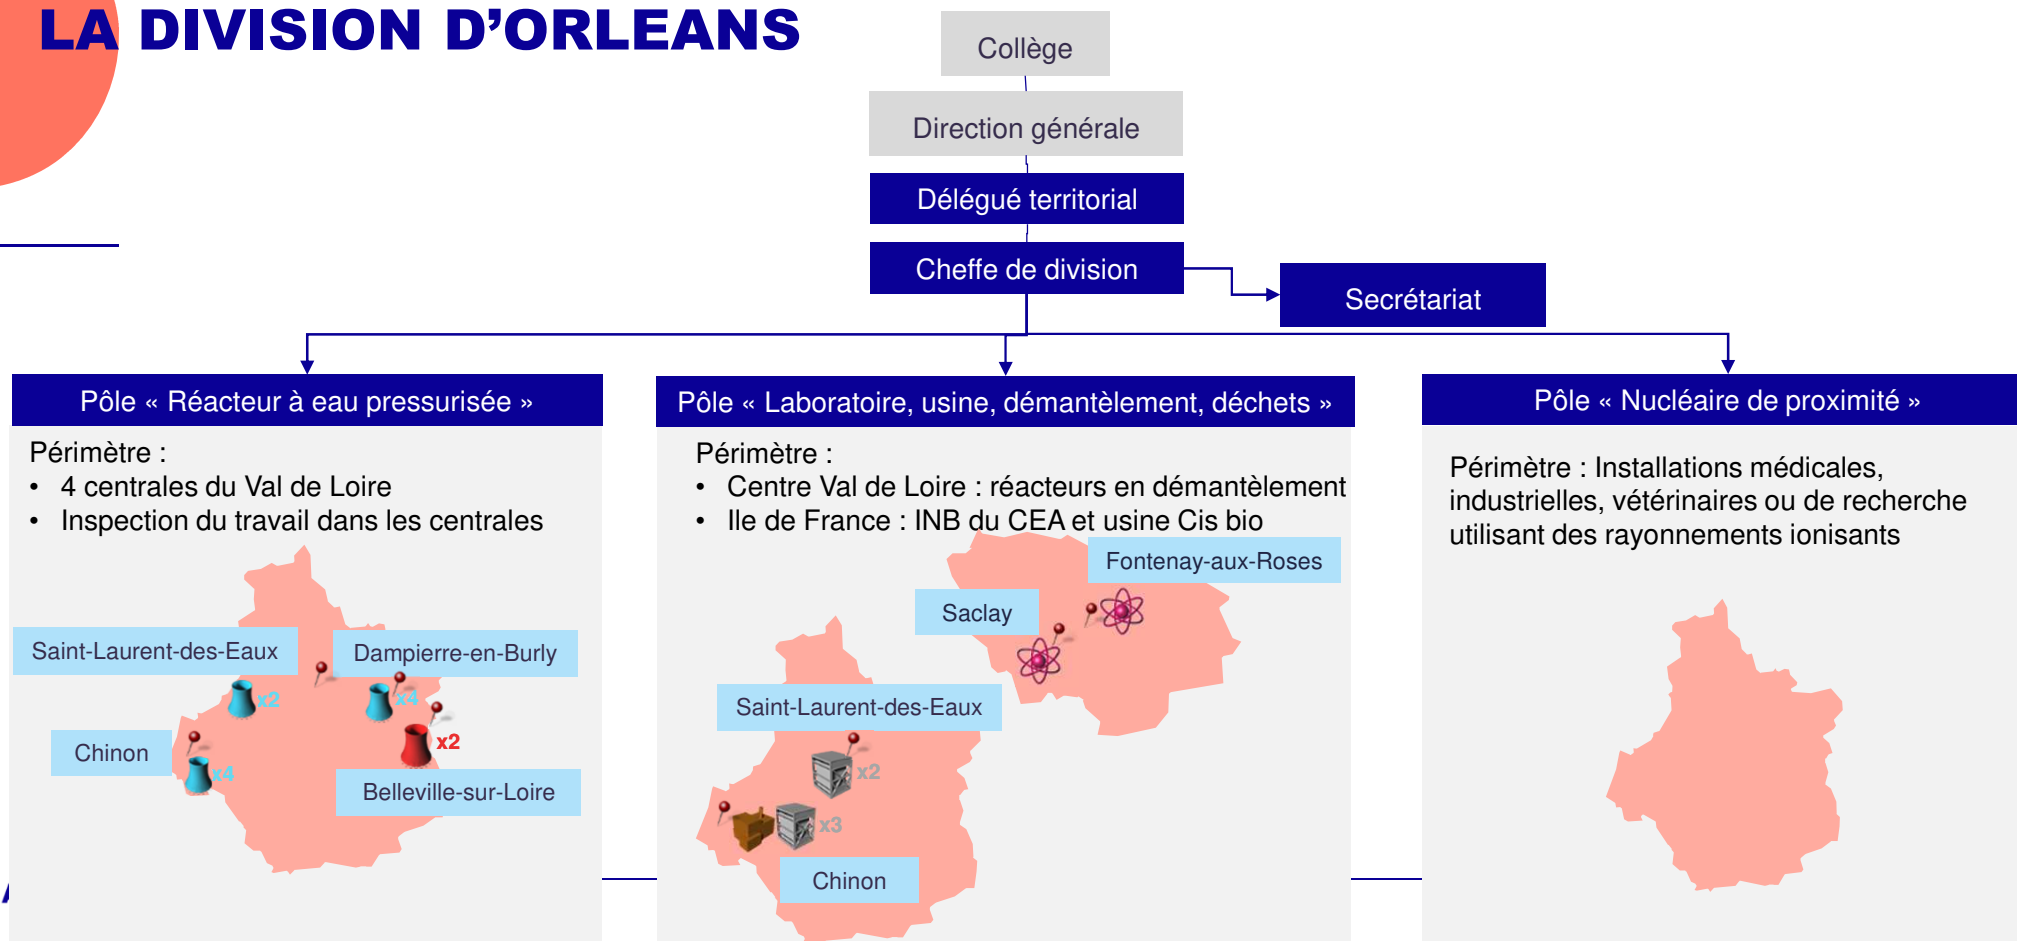 LA DIVISION D'ORLEANS
Collège
Direction générale
Délégué territorial
Cheffe de division
Secrétariat
Pôle « Réacteur à eau pressurisée »
Périmètre :
• 4 centrales du Val de Loire
• Inspection du travail dans les centrales
Saint-Laurent-des-Eaux
Dampierre-en-Burly
x2
x4
Chinon
x4
x2
Belleville-sur-Loire
Pôle « Laboratoire, usine, démantèlement, déchets »
Périmètre :
• Centre Val de Loire : réacteurs en démantèlement
• Ile de France : INB du CEA et usine Cis bio
Fontenay-aux-Roses
Saclay
Saint-Laurent-des-Eaux
x2
x3
Chinon
Pôle « Nucléaire de proximité »
Périmètre : Installations médicales,
industrielles, vétérinaires ou de recherche
utilisant des rayonnements ionisants